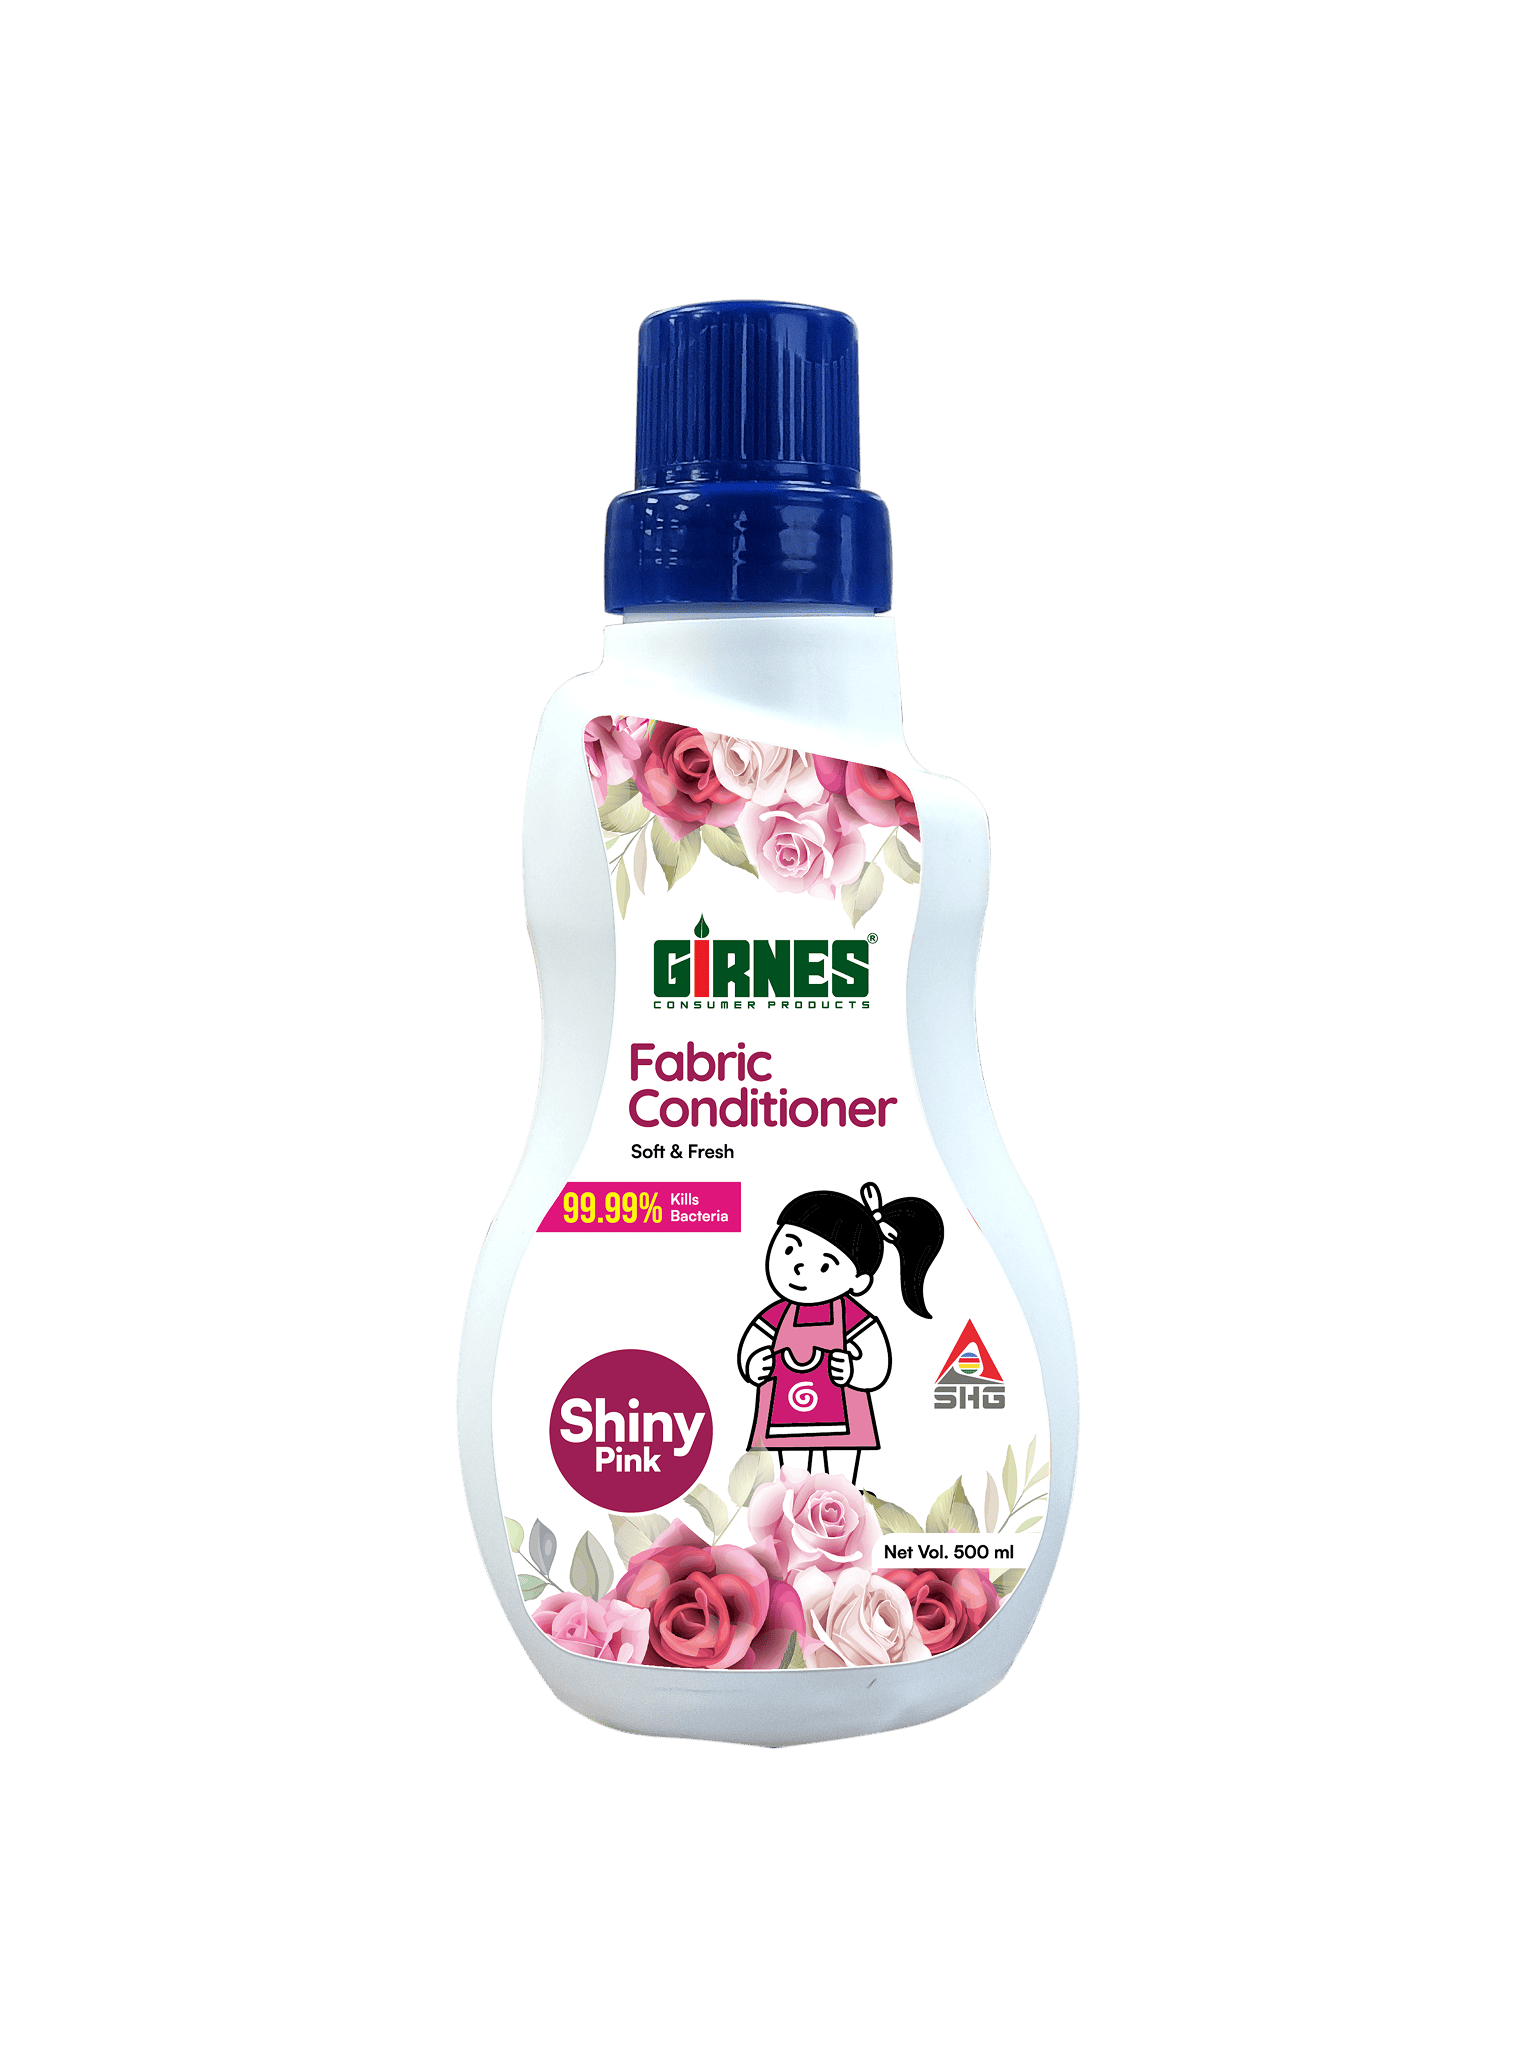 GiRNES®
CONSUMER PRODUCTS
Fabric
Conditioner
Soft & Fresh
99.99% Kills
Bacteria
SHG
Shiny
Pink
Net Vol. 500 ml